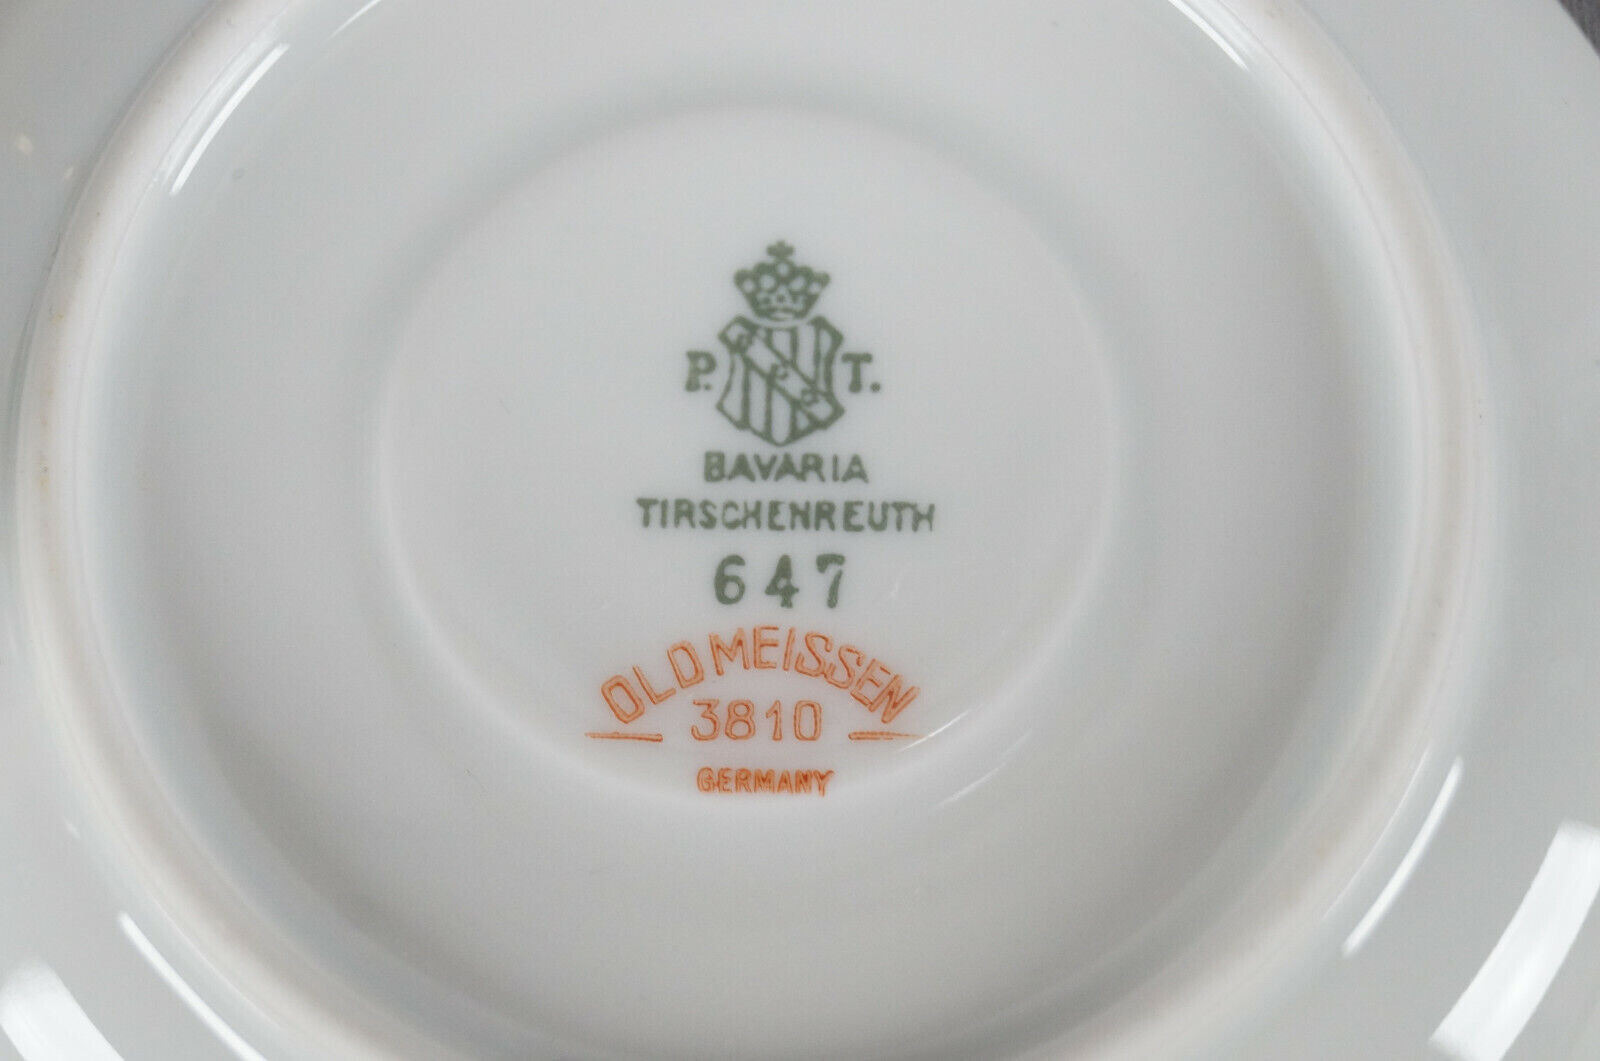 P. T.
BAVARIA
TIRSCHENREUTH
647
OLD MEISSEN
3810
GERMANY